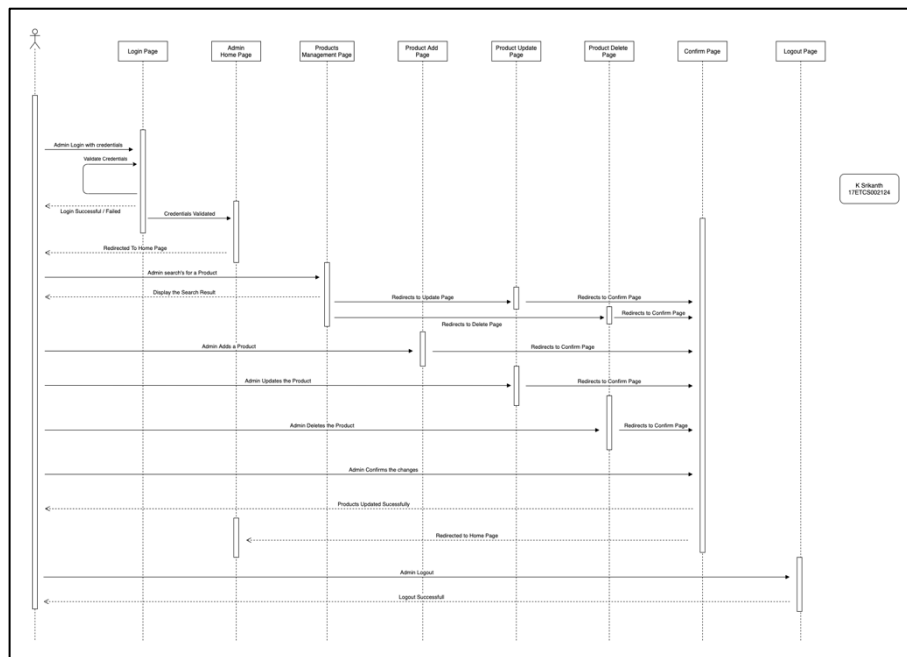 Login Page
Admin
Home Page
Products
Management Page
Product Add
Page
Product Update
Page
Product Delete
Page
Confirm Page
Logout Page
Admin Login with credentials
Validate Credentials
K Srikanth
17ETCS002124
Login Successful / Failed
Credentials Validated
Redirected To Home Page
Admin search's for a Product
Display the Search Result
Redirects to Update Page
Redirects to Confirm Page
Redirects to Confirm Page
Redirects to Delete Page
Admin Adds a Product
Redirects to Confirm Page
Admin Updates the Product
Redirects to Confirm Page
Admin Deletes the Product
Redirects to Confirm Page
Admin Confirms the changes
Products Updated Sucessfully
Redirected to Home Page
Admin Logout
Logout Successfull